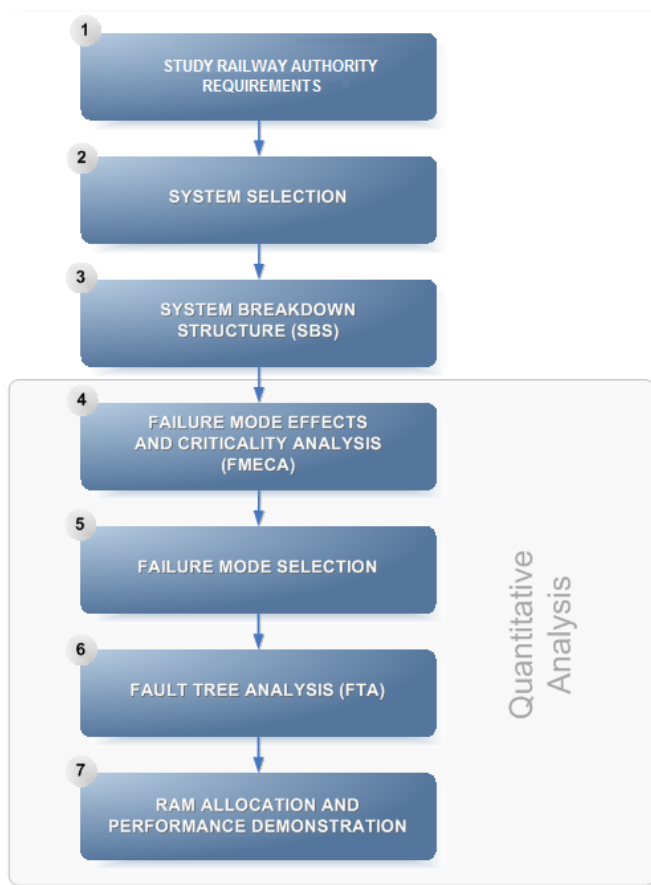 1
STUDY RAILWAY AUTHORITY
REQUIREMENTS
2
SYSTEM SELECTION
3
SYSTEM BREAKDOWN
STRUCTURE (SBS)
4
FAILURE MODE EFFECTS
AND CRITICALITY ANALYSIS
(FMECA)
5
FAILURE MODE SELECTION
6
FAULT TREE ANALYSIS (FTA)
7
RAM ALLOCATION AND
PERFORMANCE DEMONSTRATION
Quantitative
Analysis